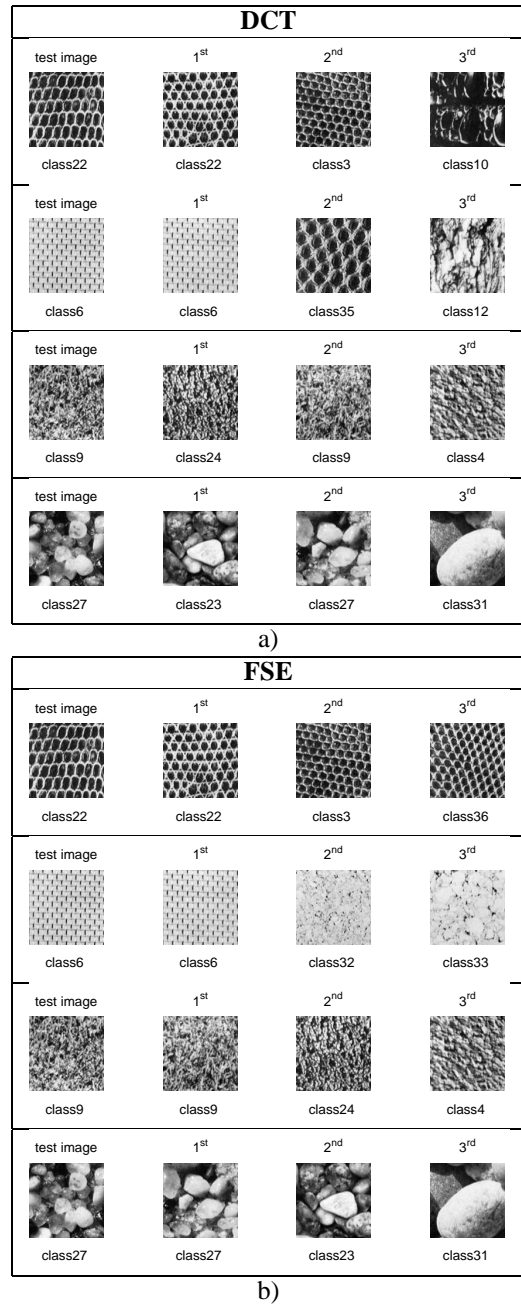 DCT
test image 1st 2nd 3rd
class22 class22 class3 class10
test image 1st 2nd 3rd
class6 class6 class35 class12
test image 1st 2nd 3rd
class9 class24 class9 class4
test image 1st 2nd 3rd
class27 class23 class27 class31
a)
FSE
test image 1st 2nd 3rd
class22 class22 class3 class36
test image 1st 2nd 3rd
class6 class6 class32 class33
test image 1st 2nd 3rd
class9 class9 class24 class4
test image 1st 2nd 3rd
class27 class27 class23 class31
b)